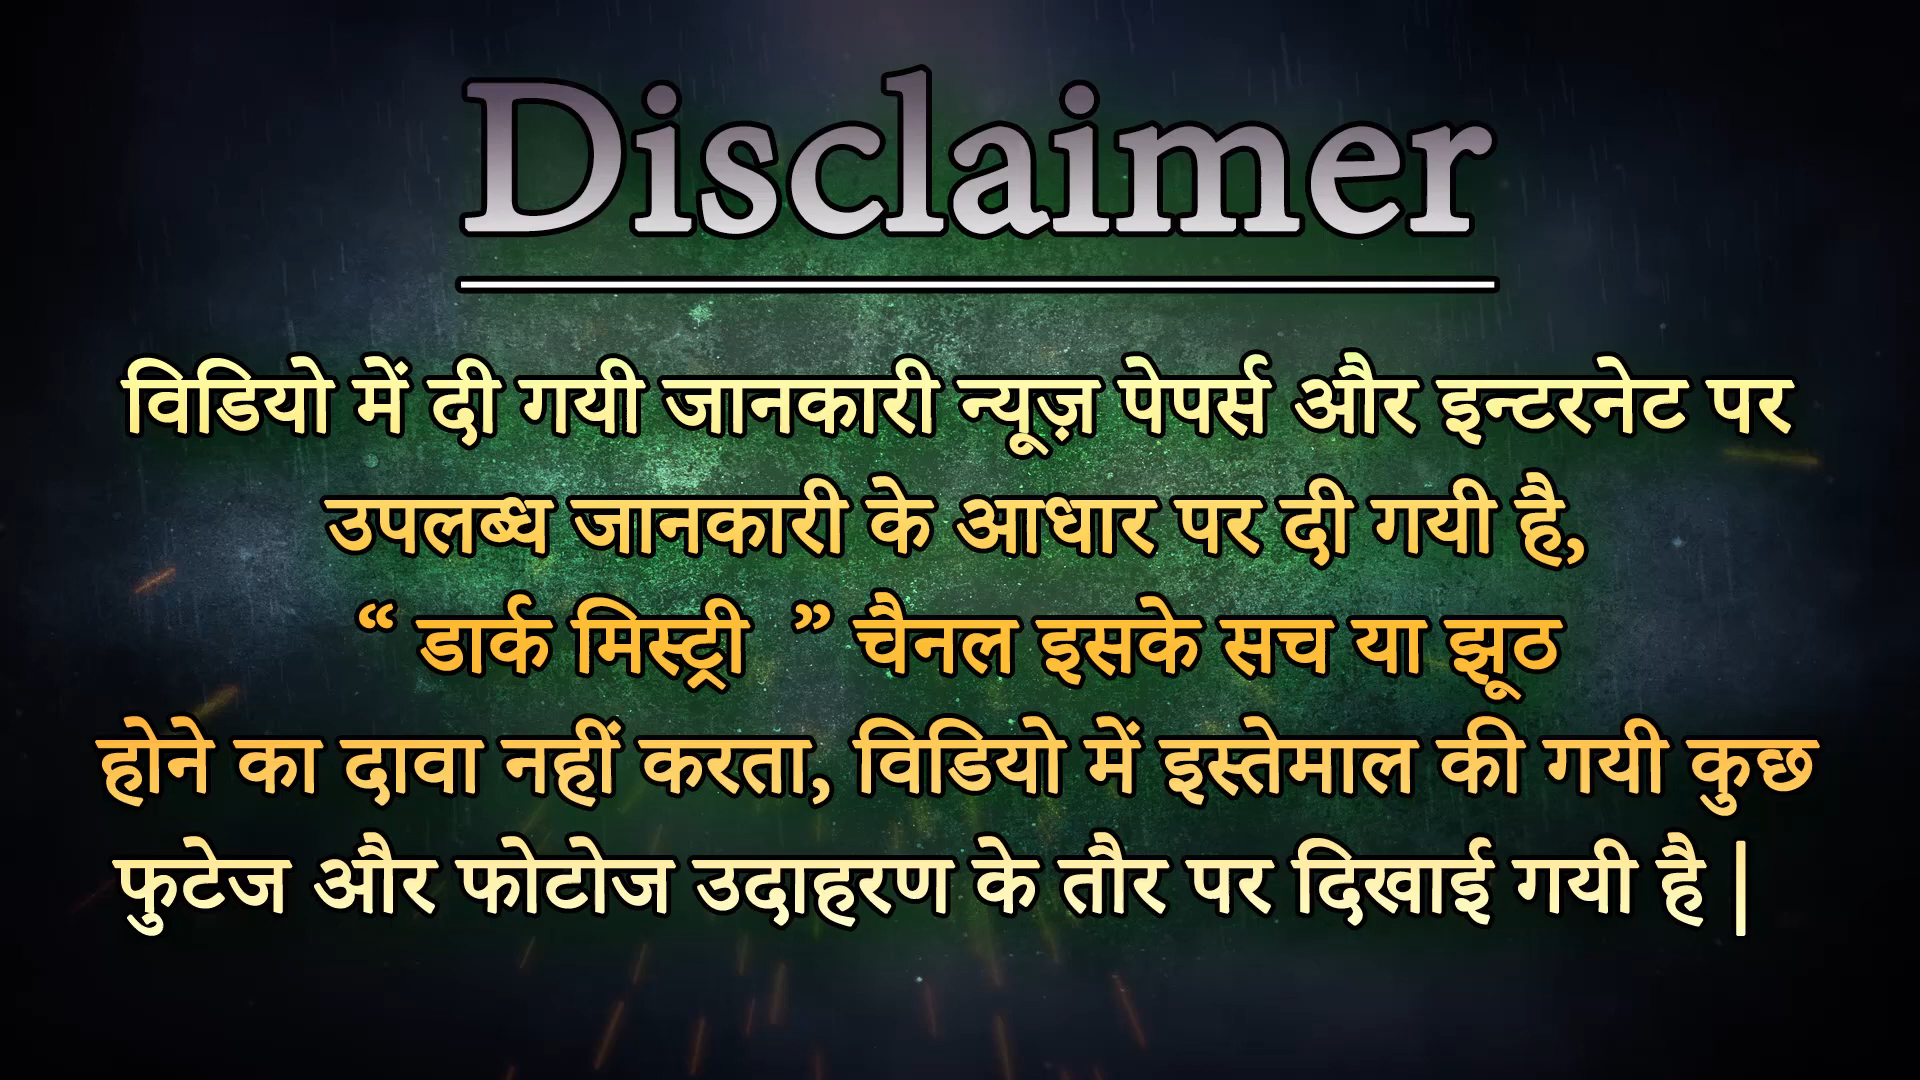 Disclaimer
विडियो में दी गयी जानकारी न्यूज़ पेपर्स और इन्टरनेट पर
उपलब्ध जानकारी के आधार पर दी गयी है,
“ डार्क मिस्ट्री ” चैनल इसके सच या झूठ
होने का दावा नहीं करता, विडियो में इस्तेमाल की गयी कुछ
फुटेज और फोटोज उदाहरण के तौर पर दिखाई गयी है |